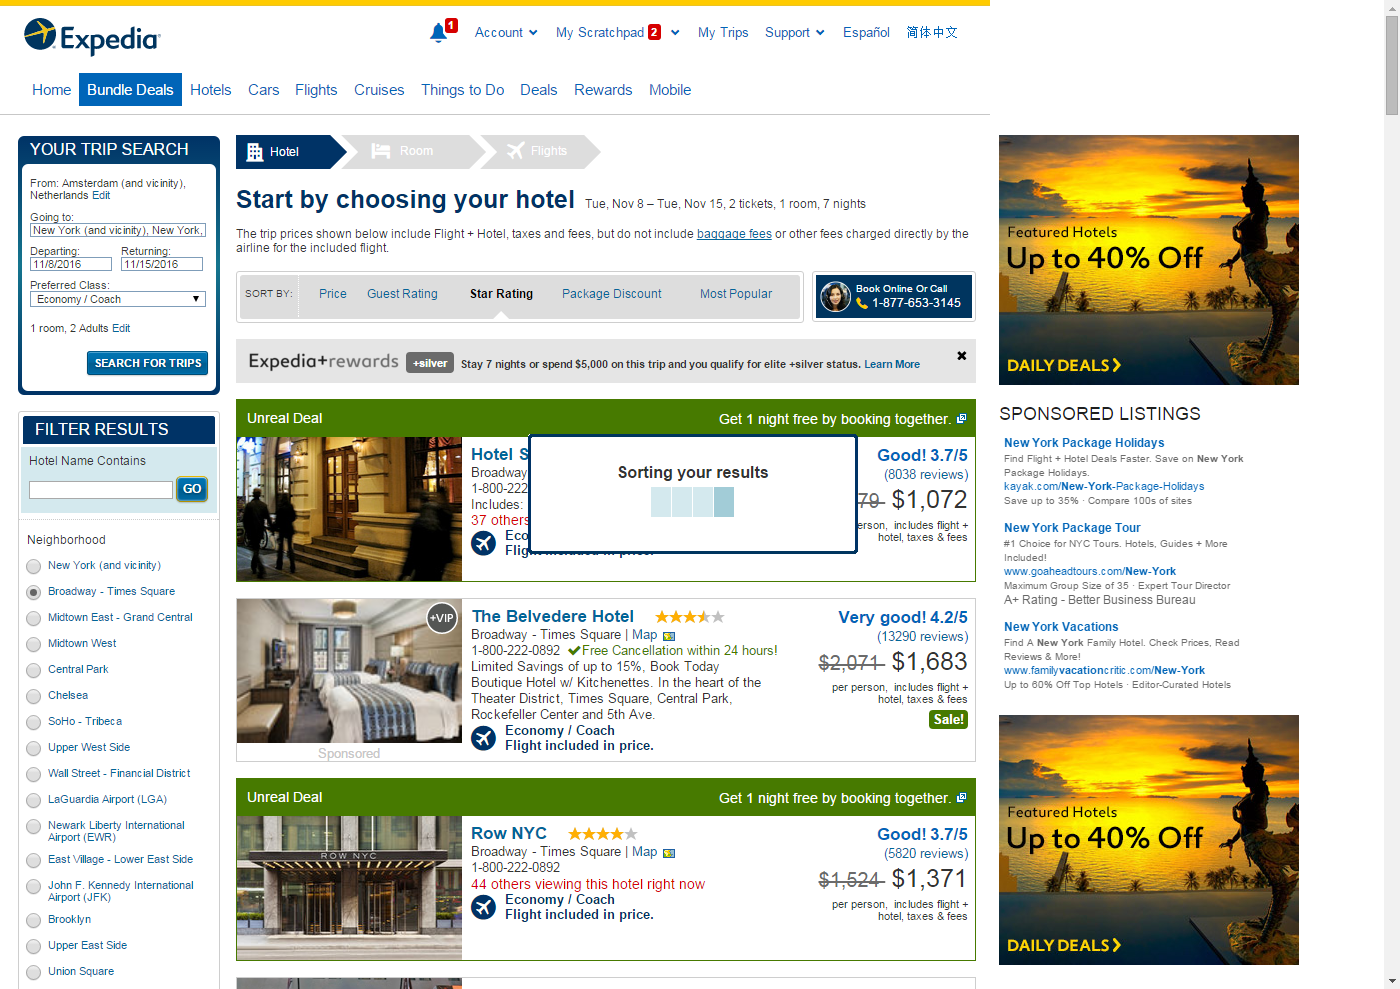 Expedia
1
Account
My Scratchpad 2
My Trips
Support
Español
简体中文
Home
Bundle Deals
Hotels
Cars
Flights
Cruises
Things to Do
Deals
Rewards
Mobile
YOUR TRIP SEARCH
From: Amsterdam (and vicinity),
Netherlands Edit
Going to:
New York (and vicinity), New York,
Departing:
Returning:
11/8/2016
11/15/2016
Preferred Class:
Economy / Coach
1 room, 2 Adults Edit
SEARCH FOR TRIPS
FILTER RESULTS
Hotel Name Contains
GO
Neighborhood
New York (and vicinity)
Broadway - Times Square
Midtown East - Grand Central
Midtown West
Central Park
Chelsea
SoHo - Tribeca
Upper West Side
Wall Street - Financial District
LaGuardia Airport (LGA)
Newark Liberty International
Airport (EWR)
East Village - Lower East Side
John F. Kennedy International
Airport (JFK)
Brooklyn
Upper East Side
Union Square
Hotel
Room
Flights
Start by choosing your hotel
Tue, Nov 8 – Tue, Nov 15, 2 tickets, 1 room, 7 nights
The trip prices shown below include Flight + Hotel, taxes and fees, but do not include baggage fees or other fees charged directly by the
airline for the included flight.
SORT BY:
Price
Guest Rating
Star Rating
Package Discount
Most Popular
Book Online Or Call
1-877-653-3145
Expedia+rewards
+silver
Stay 7 nights or spend $5,000 on this trip and you qualify for elite +silver status. Learn More
Unreal Deal
Get 1 night free by booking together.
Hotel S
Broadway
1-800-222
Includes:
37 others
Eco
Flight included in price.
Sorting your results
Good! 3.7/5
(8038 reviews)
79 $1,072
erson, includes flight +
hotel, taxes & fees
+VIP
Sponsored
The Belvedere Hotel
Broadway - Times Square | Map
1-800-222-0892 Free Cancellation within 24 hours!
Limited Savings of up to 15%, Book Today
Boutique Hotel w/ Kitchenettes. In the heart of the
Theater District, Times Square, Central Park,
Rockefeller Center and 5th Ave.
Economy / Coach
Flight included in price.
Very good! 4.2/5
(13290 reviews)
$2,071 $1,683
per person, includes flight +
hotel, taxes & fees
Sale!
Unreal Deal
Get 1 night free by booking together.
ROW NYC
Row NYC
Broadway - Times Square | Map
1-800-222-0892
44 others viewing this hotel right now
Economy / Coach
Flight included in price.
Good! 3.7/5
(5820 reviews)
$1,524 $1,371
per person, includes flight +
hotel, taxes & fees
Featured Hotels
Up to 40% Off
DAILY DEALS
SPONSORED LISTINGS
New York Package Holidays
Find Flight + Hotel Deals Faster. Save on New York
Package Holidays.
kayak.com/New-York-Package-Holidays
Save up to 35% · Compare 100s of sites
New York Package Tour
#1 Choice for NYC Tours. Hotels, Guides + More
Included!
www.goaheadtours.com/New-York
Maximum Group Size of 35 · Expert Tour Director
A+ Rating - Better Business Bureau
New York Vacations
Find A New York Family Hotel. Check Prices, Read
Reviews & More!
www.familyvacationcritic.com/New-York
Up to 60% Off Top Hotels · Editor-Curated Hotels
Featured Hotels
Up to 40% Off
DAILY DEALS